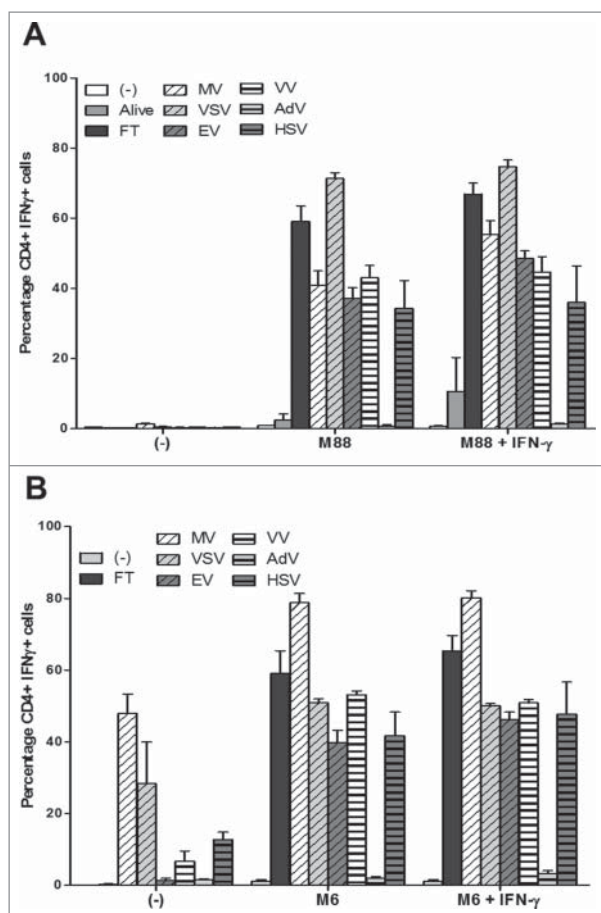 A
100
(-) MV VV
Alive VSV AdV
FT EV HSV
80
60
40
20
0
Percentage CD4+ IFNγ+ cells
(-) M88 M88 + IFN-γ
B
100
MV VV
(-) VSV AdV
FT EV HSV
80
60
40
20
0
Percentage CD4+ IFNγ+ cells
(-) M6 M6 + IFN-γ